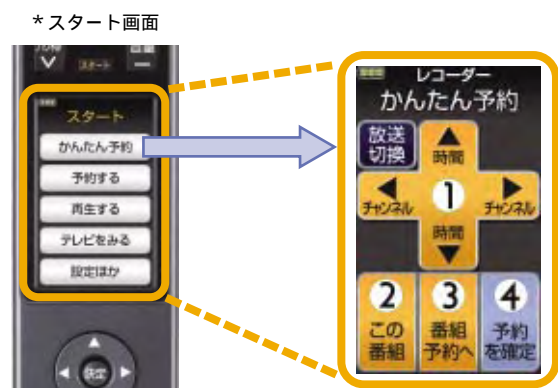 *スタート画面
スタート
スタート
かんたん予約
予約する
再生する
テレビをみる
設定ほか
決定
レコーダー
かんたん予約
放送
切換
時間
チャンネル
1
チャンネル
時間
2
この
番組
3
番組
予約へ
4
予約
を確定